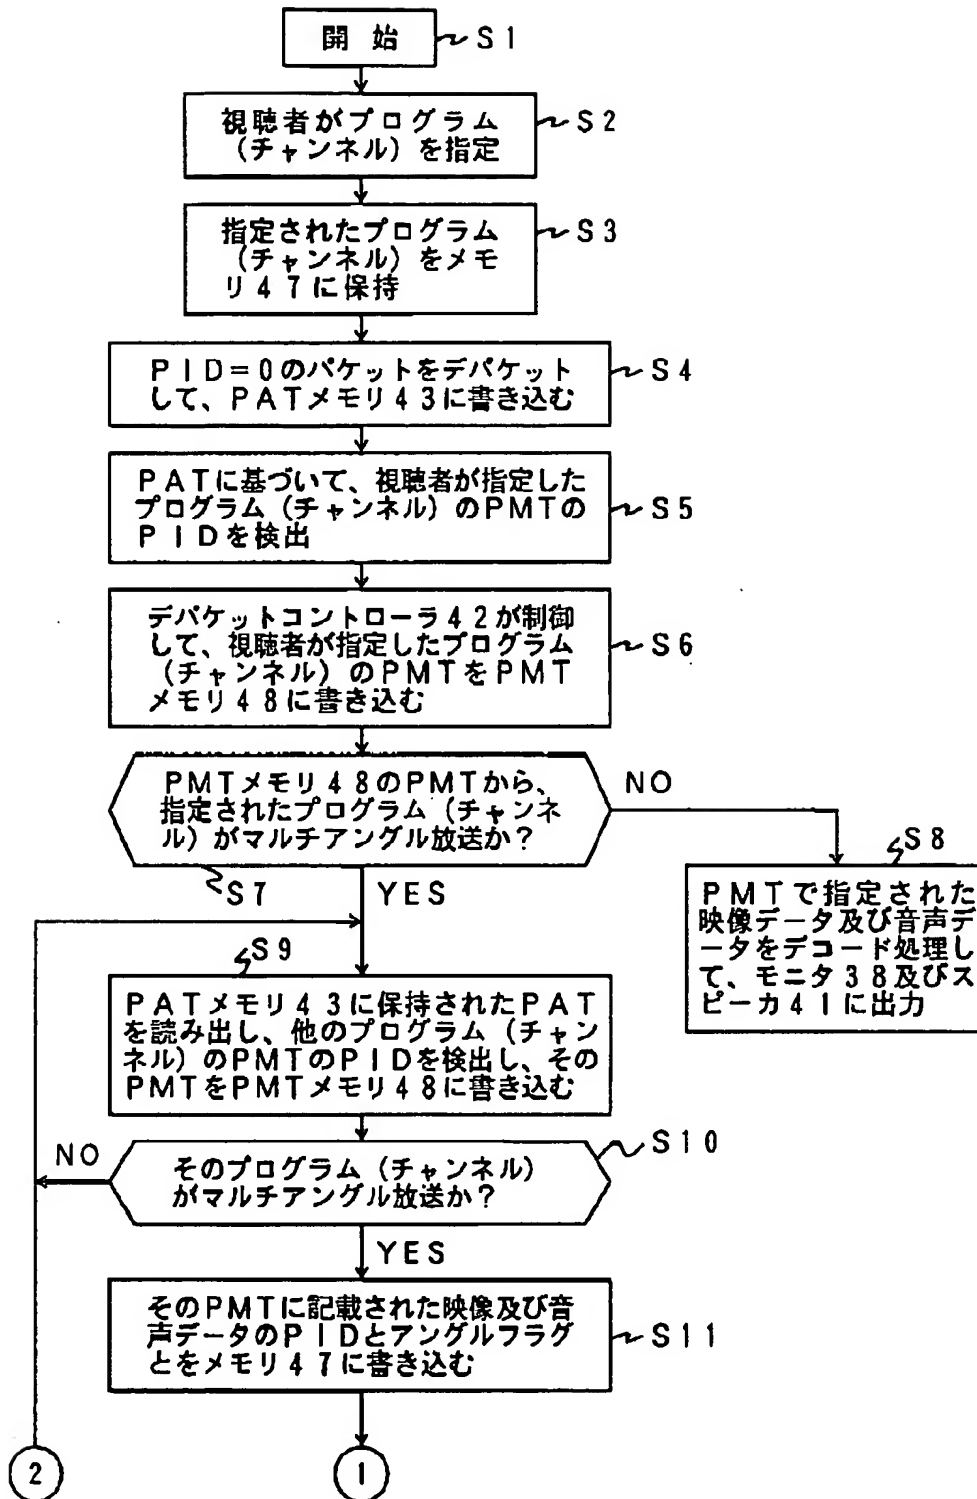 開始
S1
視聴者がプログラム
(チャンネル)を指定
S2
指定されたプログラム
(チャンネル)をメモ
リ47に保持
S3
PID=0のパケットをデパケット
して、PATメモリ43に書き込む
S4
PATに基づいて、視聴者が指定した
プログラム(チャンネル)のPMTの
PIDを検出
S5
デパケットコントローラ42が制御
して、視聴者が指定したプログラム
(チャンネル)のPMTをPMT
メモリ48に書き込む
S6
PMTメモリ48のPMTから、
指定されたプログラム(チャンネ
ル)がマルチアングル放送か?
NO
S7
YES
S8
PMTで指定された
映像データ及び音声デ
ータをデコード処理し
て、モニタ38及びス
ピーカ41に出力
S9
PATメモリ43に保持されたPAT
を読み出し、他のプログラム(チャン
ネル)のPMTのPIDを検出し、その
PMTをPMTメモリ48に書き込む
NO
そのプログラム(チャンネル)
がマルチアングル放送か?
S10
YES
そのPMTに記載された映像及び音
声データのPIDとアングルフラグ
とをメモリ47に書き込む
S11
2
1